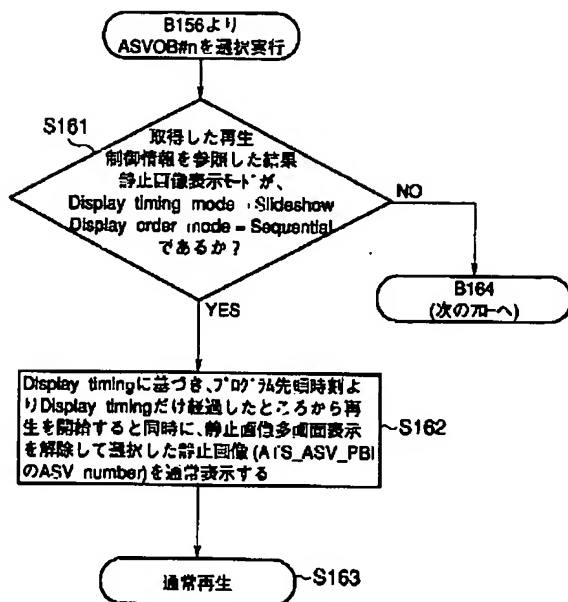 B156より
ASVOB#nを選択実行
S161
取得した再生
制御情報を参照した結果
静止画像表示モードが、
Display timing mode = Slideshow
Display order mode = Sequential
であるか?
NO
B164
(次のフローへ)
YES
Display timingに基づき、プログラム先頭時刻
よりDisplay timingだけ経過したところから再
生を開始すると同時に、静止画像多画面表示
を解除して選択した静止画像 (ATS_ASV_PBI
のASV number)を通常表示する
S162
通常再生
S163